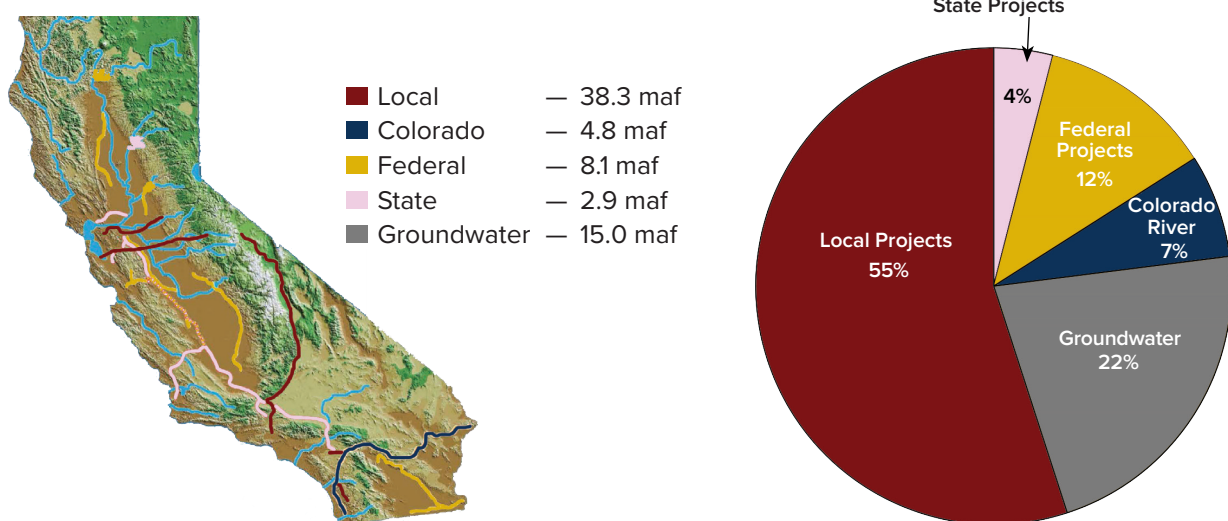 Local — 38.3 maf
Colorado — 4.8 maf
Federal — 8.1 maf
State — 2.9 maf
Groundwater — 15.0 maf
State Projects
4%
Federal
Projects
12%
Colorado
River
7%
Local Projects
55%
Groundwater
22%